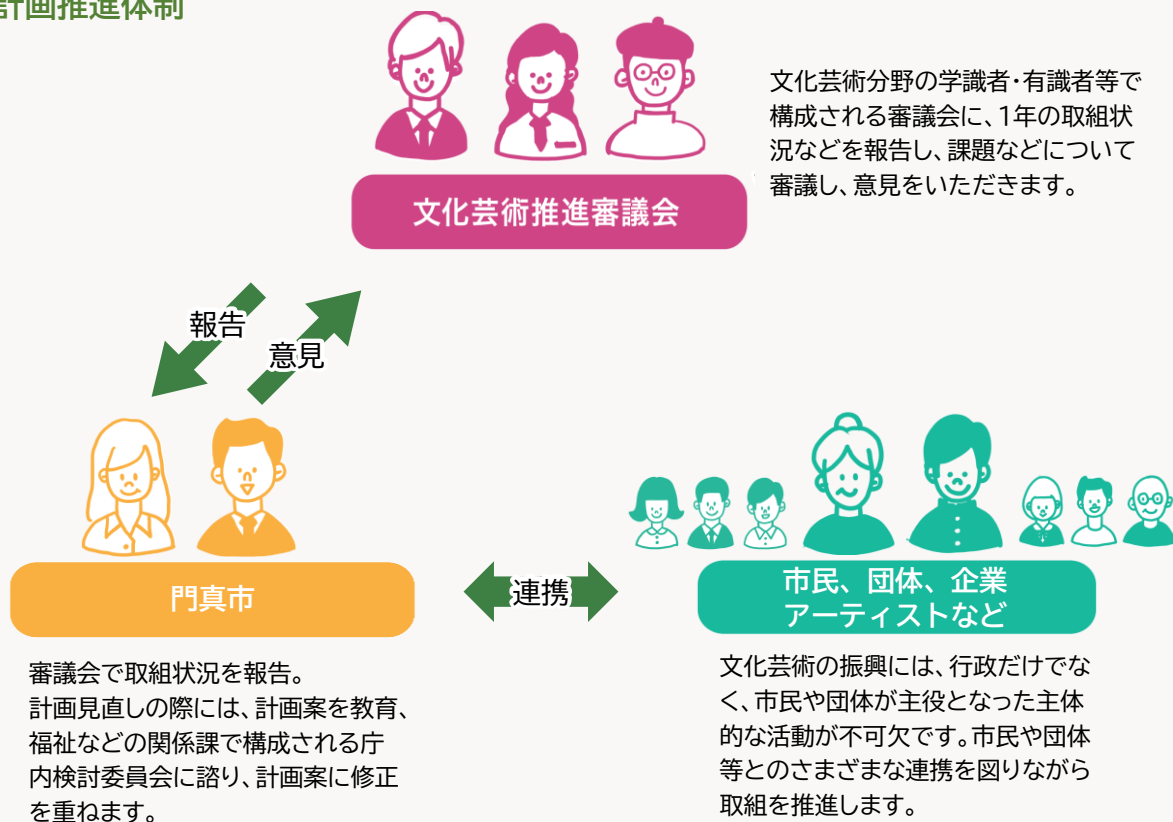 計画推進体制
文化芸術分野の学識者・有識者等で
構成される審議会に、1年の取組状
況などを報告し、課題などについて
審議し、意見をいただきます。
文化芸術推進審議会
報告
意見
門真市
連携
市民、団体、企業
アーティストなど
審議会で取組状況を報告。
計画見直しの際には、計画案を教育、
福祉などの関係課で構成される庁
内検討委員会に諮り、計画案に修正
を重ねます。
文化芸術の振興には、行政だけでな
く、市民や団体が主役となった主体
的な活動が不可欠です。市民や団体
等とのさまざまな連携を図りながら
取組を推進します。